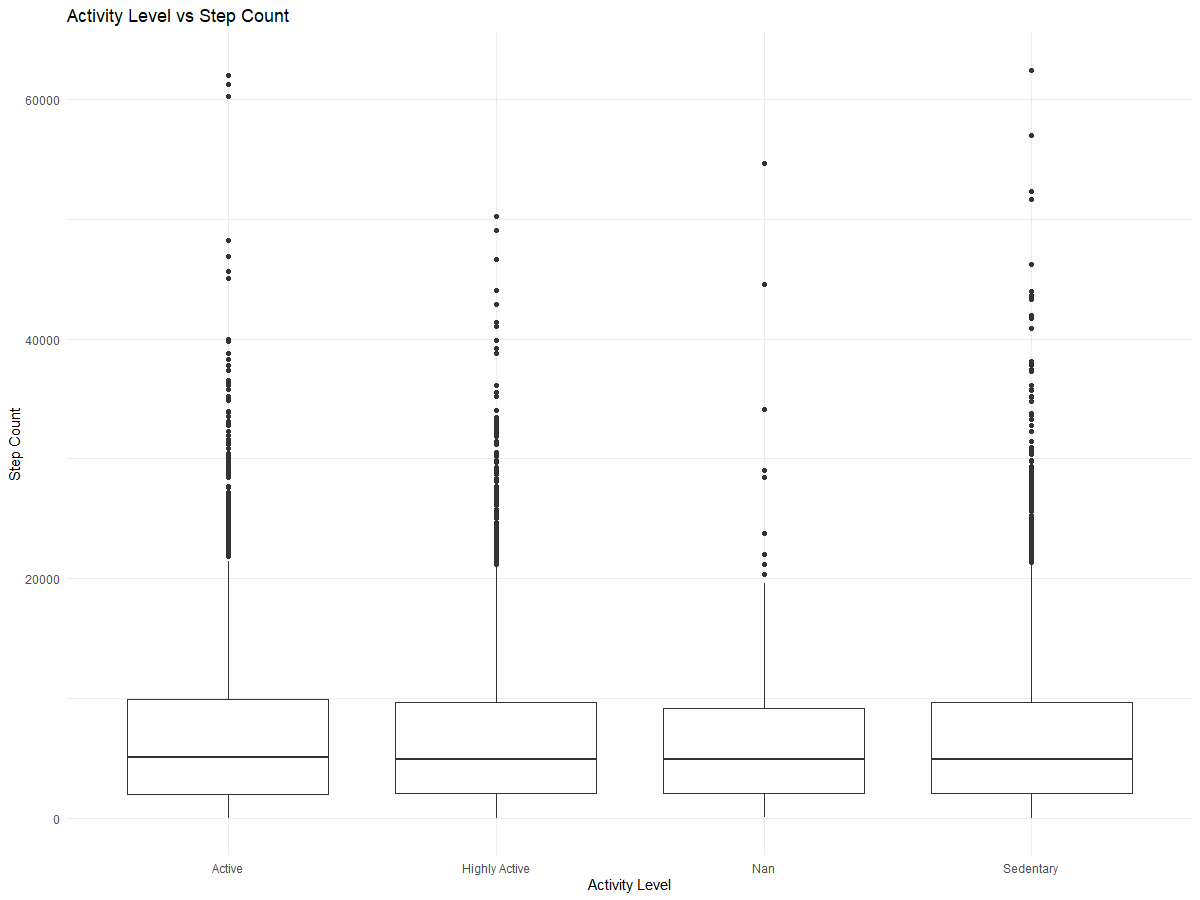 Activity Level vs Step Count
60000
40000
20000
0
Step Count
Active
Highly Active
Nan
Sedentary
Activity Level